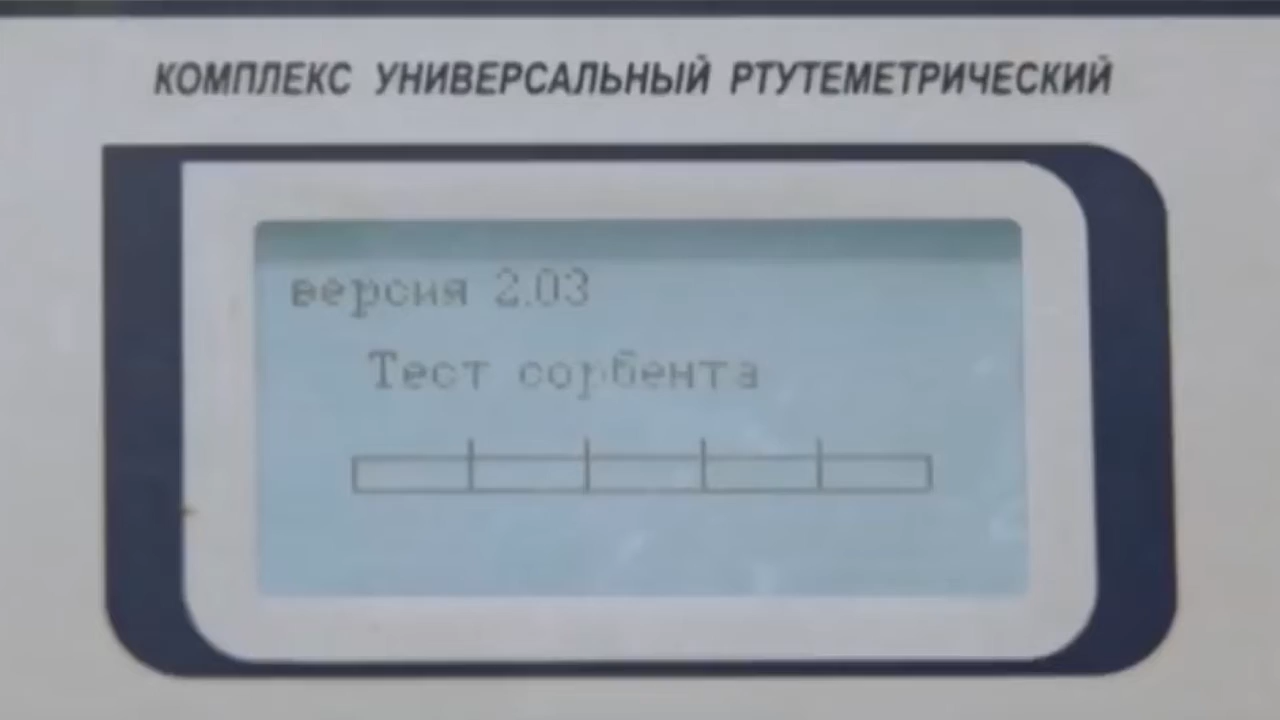 КОМПЛЕКС УНИВЕРСАЛЬНЫЙ РТУТЕМЕТРИЧЕСКИЙ
версия 2.03
Тест сорбента